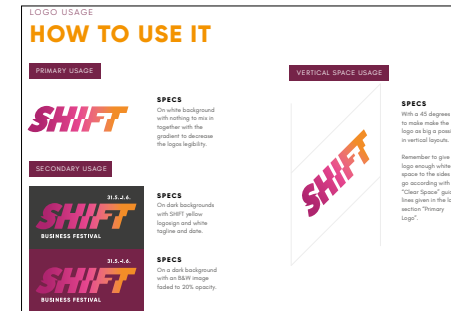 LOGO USAGE
HOW TO USE IT
PRIMARY USAGE
SHIFT
SPECS
On white background
with nothing to mix in
together with the
gradient to decrease
the logos legibility.
SECONDARY USAGE
31.5.-1.6.
SHIFT
BUSINESS FESTIVAL
SPECS
On dark backgrounds
with SHIFT yellow
logosign and white
tagline and date.
31.5.-1.6.
SHIFT
BUSINESS FESTIVAL
SPECS
On a dark background
with an B&W image
faded to 20% opacity.
VERTICAL SPACE USAGE
SHIFT
SPECS
With a 45 degrees
to make make the
logo as big a
in vertical layouts.
Remember to give
logo enough white
space to the sides
go according with
"Clear Space"
lines given in the
section "Primary
Logo".